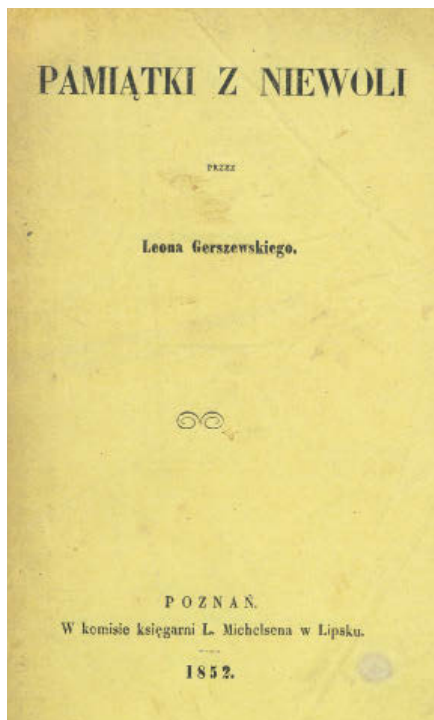 PAMIĄTKI Z NIEWOLI
PRZEZ
Leona Gerszewskiego.
POZNAŃ.
W komisie księgarni L. Michelsena w Lipsku.
1852.